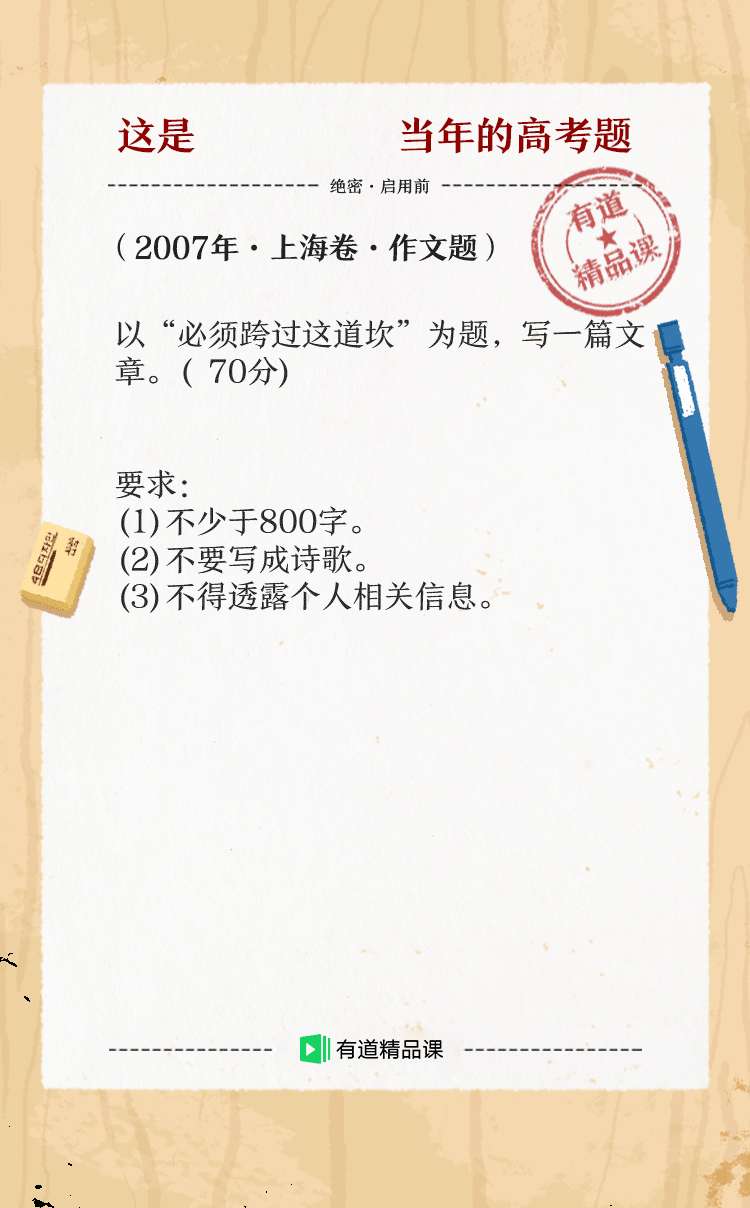 这是 当年的高考题
绝密·启用前
有道
精品课
（2007年·上海卷·作文题）
以“必须跨过这道坎”为题，写一篇文
章。( 70分)
要求：
(1)不少于800字。
(2)不要写成诗歌。
(3)不得透露个人相关信息。
有道精品课